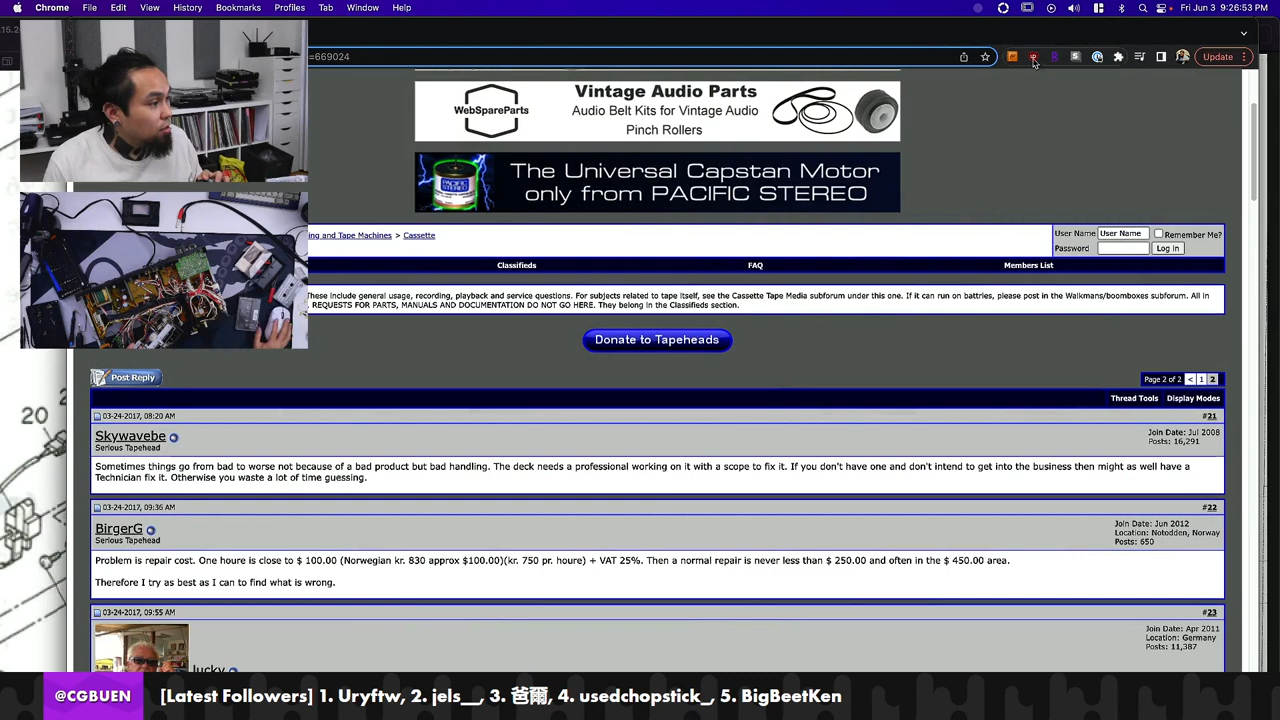 Chrome File Edit View History Bookmarks Profiles Tab Window Help Fri Jun 3 9:26:53 PM
=669024
Update
WebSpareParts
Vintage Audio Parts
Audio Belt Kits for Vintage Audio
Pinch Rollers
PACIFIC STEREO
The Universal Capstan Motor
only from PACIFIC STEREO
ing and Tape Machines > Cassette
User Name User Name Remember Me?
Password Log In
Classifieds FAQ Members List
These include general usage, recording, playback and service questions. For subjects related to tape itself, see the Cassette Tape Media subforum under this one. If it can run on battries, please post in the Walkmans/boomboxes subforum. All in
REQUESTS FOR PARTS, MANUALS AND DOCUMENTATION DO NOT GO HERE. They belong in the Classifieds section.
Donate to Tapeheads
Post Reply
Page 2 of 2 < 1 2
Thread Tools Display Modes
03-24-2017, 08:20 AM #21
Skywavebe
Serious Tapehead
Join Date: Jul 2008
Posts: 16,291
Sometimes things go from bad to worse not because of a bad product but bad handling. The deck needs a professional working on it with a scope to fix it. If you don't have one and don't intend to get into the business then might as well have a
Technician fix it. Otherwise you waste a lot of time guessing.
03-24-2017, 09:36 AM #22
BirgerG
Serious Tapehead
Join Date: Jun 2012
Location: Notodden, Norway
Posts: 650
Problem is repair cost. One houre is close to $ 100.00 (Norwegian kr. 830 approx $100.00)(kr. 750 pr. houre) + VAT 25%. Then a normal repair is never less than $ 250.00 and often in the $ 450.00 area.
Therefore I try as best as I can to find what is wrong.
03-24-2017, 09:55 AM #23
lucky
Join Date: Apr 2011
Location: Germany
Posts: 11,387
20
@CGBUEN [Latest Followers] 1. Uryftw, 2. jels__, 3. 爸爾, 4. usedchopstick_, 5. BigBeetKen